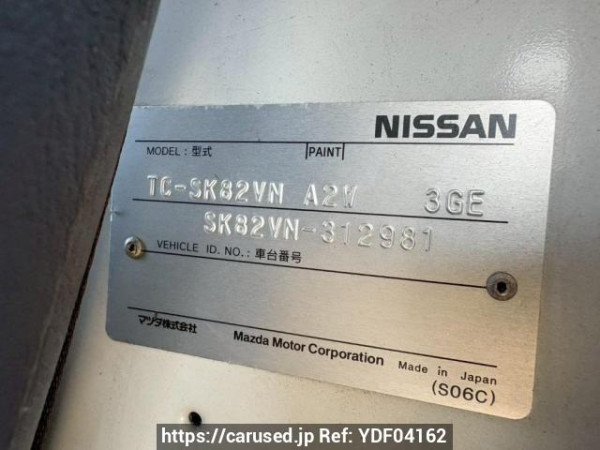 NISSAN
MODEL : 型式 PAINT
TC-SK82VN A2W 3GE
SK82VN-312981
VEHICLE ID. NO. : 車台番号
マツダ株式会社 Mazda Motor Corporation Made in Japan
(S06C)
https://carused.jp Ref: YDF04162